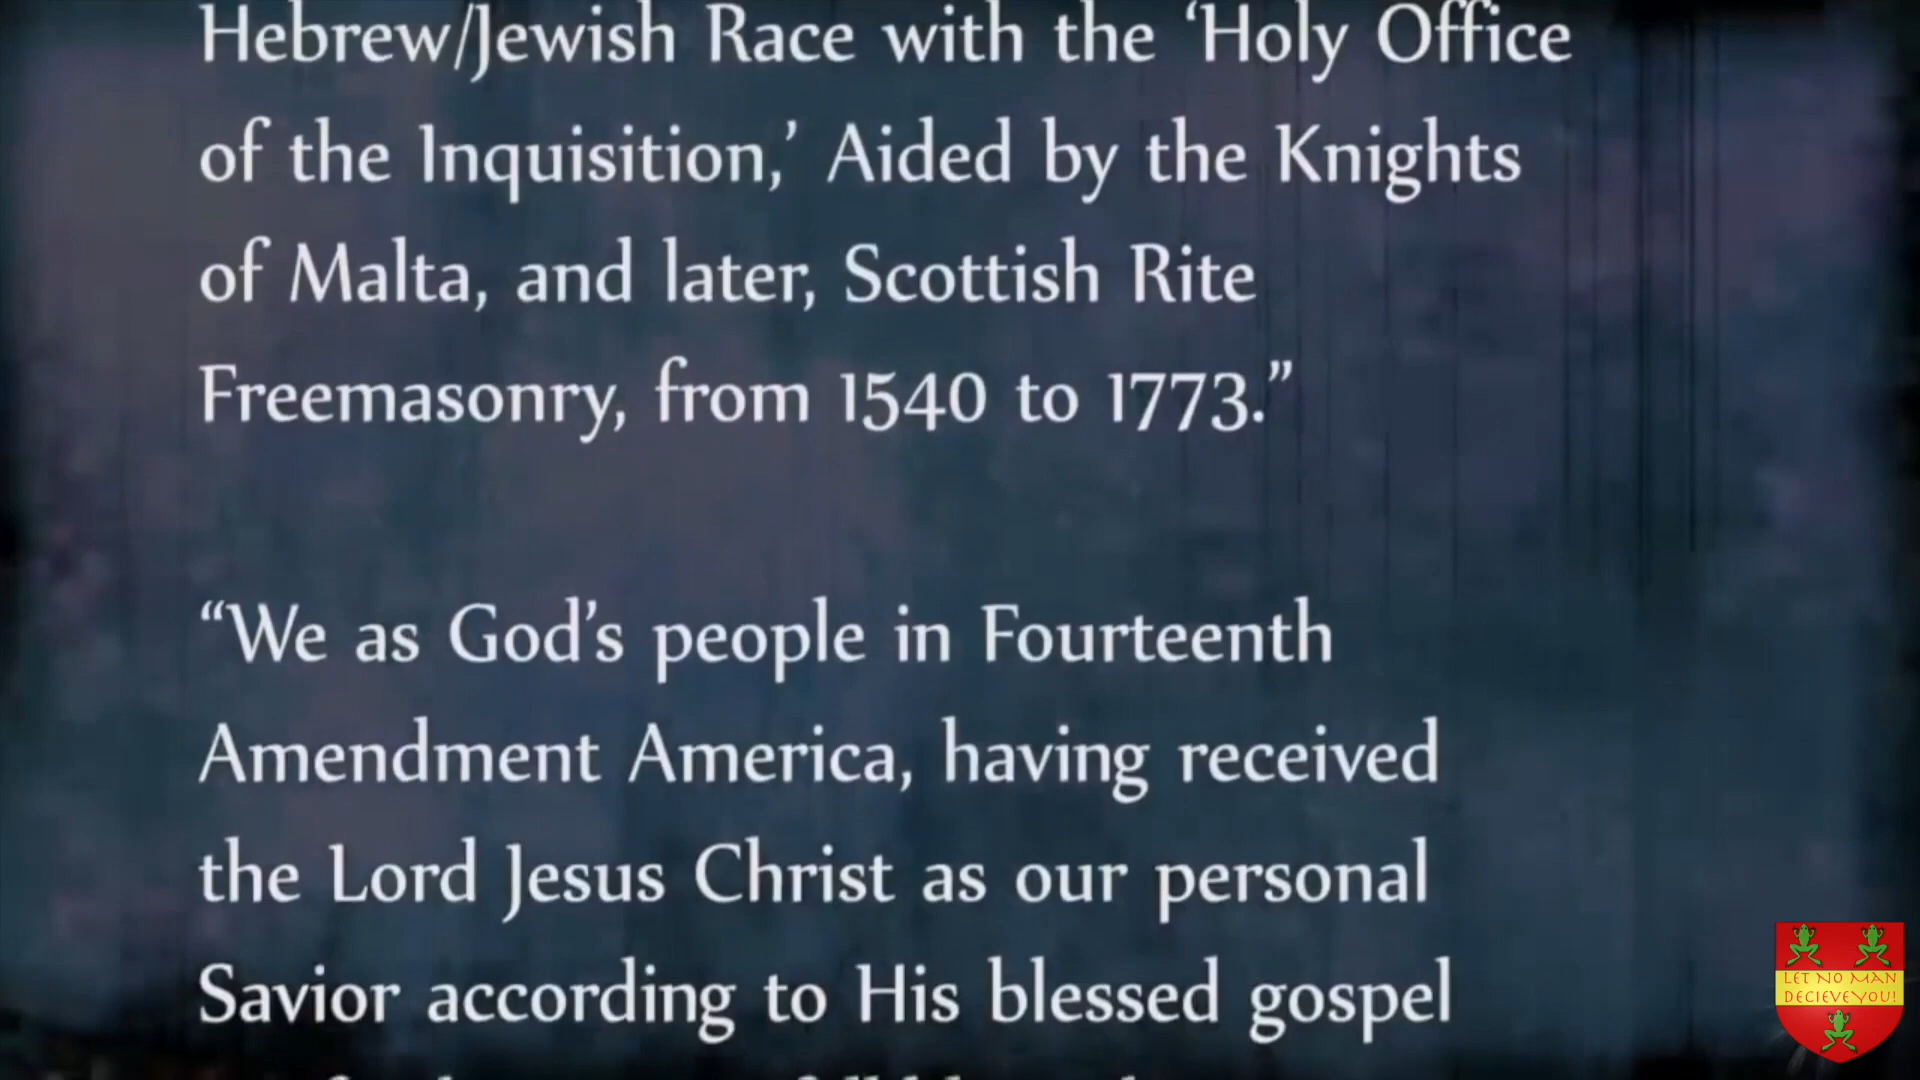 Hebrew/Jewish Race with the ‘Holy Office
of the Inquisition,’ Aided by the Knights
of Malta, and later, Scottish Rite
Freemasonry, from 1540 to 1773.”
“We as God’s people in Fourteenth
Amendment America, having received
the Lord Jesus Christ as our personal
Savior according to His blessed gospel
LET NO MAN
DECIEVE YOU!